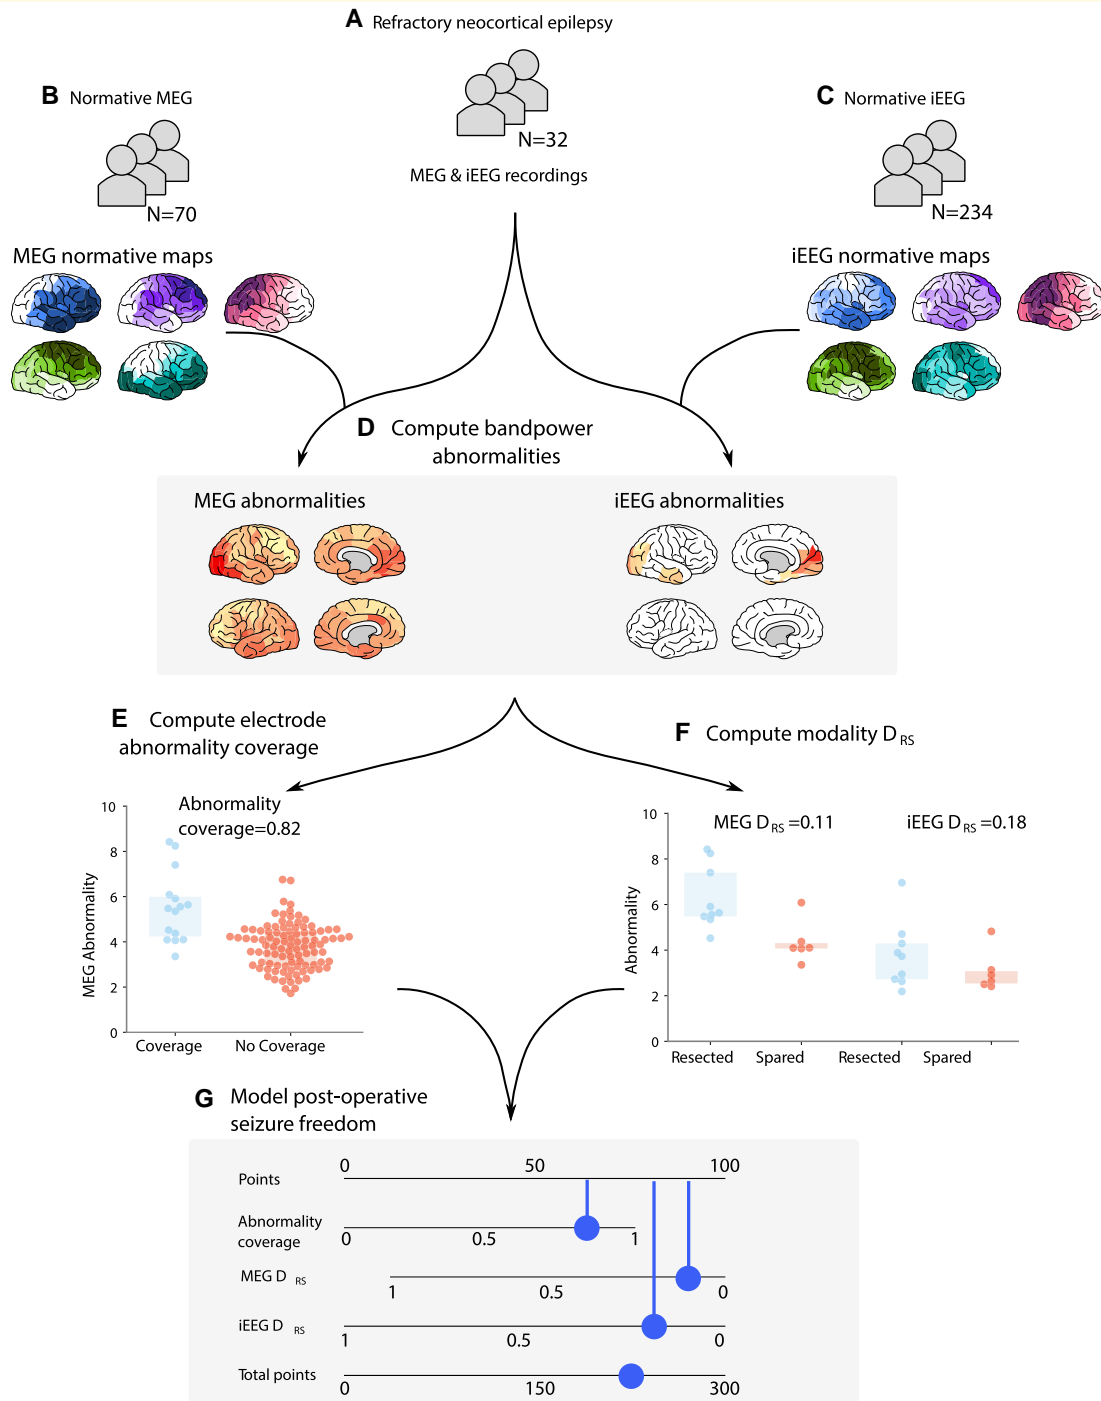 A Refractory neocortical epilepsy
N=32
MEG & iEEG recordings
B Normative MEG
N=70
MEG normative maps
C Normative iEEG
N=234
iEEG normative maps
D Compute bandpower
abnormalities
MEG abnormalities
iEEG abnormalities
E Compute electrode
abnormality coverage
Abnormality
coverage=0.82
MEG Abnormality
10
8
6
4
2
0
Coverage No Coverage
F Compute modality D RS
MEG D RS =0.11 iEEG D RS =0.18
Abnormality
10
8
6
4
2
0
Resected Spared Resected Spared
G Model post-operative
seizure freedom
0 50 100
Points
Abnormality
coverage
0 0.5 1
MEG D RS
1 0.5 0
iEEG D RS
1 0.5 0
Total points
0 150 300